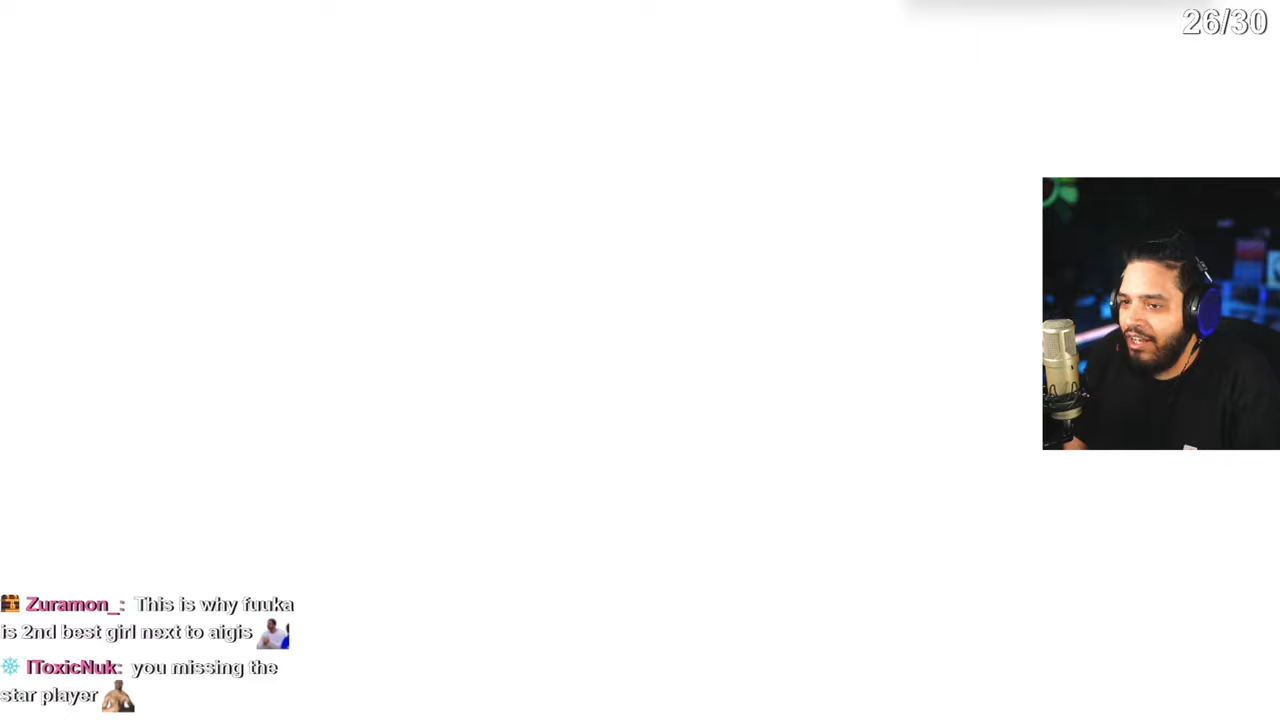 26/30
Zuramon_: This is why fuuka
is 2nd best girl next to aigis
IToxicNuk: you missing the
star player